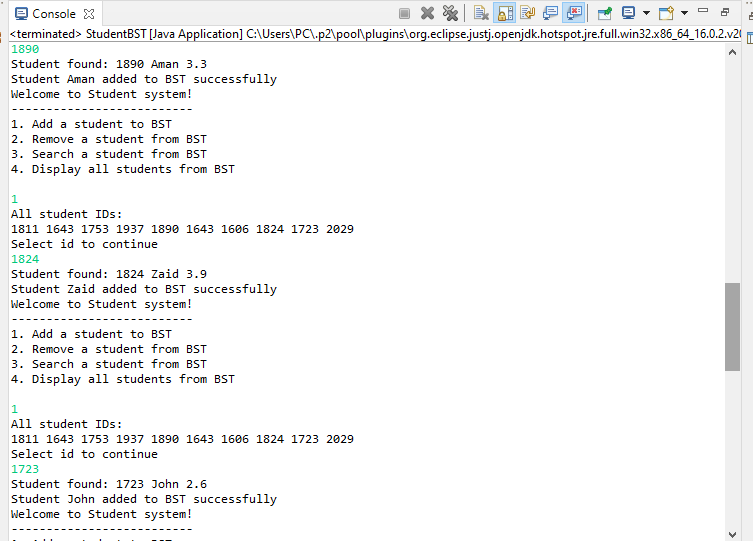 Console
<terminated> StudentBST [Java Application] C:\Users\PC\.p2\pool\plugins\org.eclipse.justj.openjdk.hotspot.jre.full.win32.x86_64_16.0.2.v20
1890
Student found: 1890 Aman 3.3
Student Aman added to BST successfully
Welcome to Student system!
--------------------------
1. Add a student to BST
2. Remove a student from BST
3. Search a student from BST
4. Display all students from BST
1
All student IDs:
1811 1643 1753 1937 1890 1643 1606 1824 1723 2029
Select id to continue
1824
Student found: 1824 Zaid 3.9
Student Zaid added to BST successfully
Welcome to Student system!
--------------------------
1. Add a student to BST
2. Remove a student from BST
3. Search a student from BST
4. Display all students from BST
1
All student IDs:
1811 1643 1753 1937 1890 1643 1606 1824 1723 2029
Select id to continue
1723
Student found: 1723 John 2.6
Student John added to BST successfully
Welcome to Student system!
--------------------------